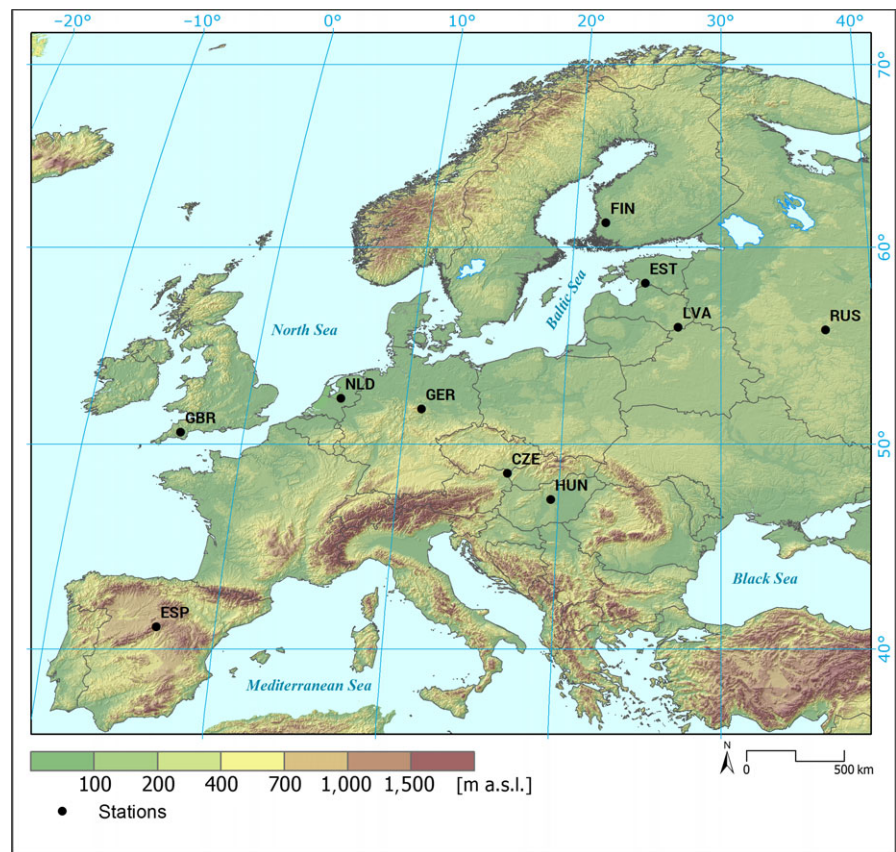 −20° −10° 0° 10° 20° 30° 40°
70°
FIN
60°
EST
Baltic Sea
LVA
RUS
North Sea
NLD
GER
GBR
50°
CZE
HUN
Black Sea
ESP
40°
Mediterranean Sea
100 200 400 700 1,000 1,500 [m a.s.l.]
N
0 500 km
Stations